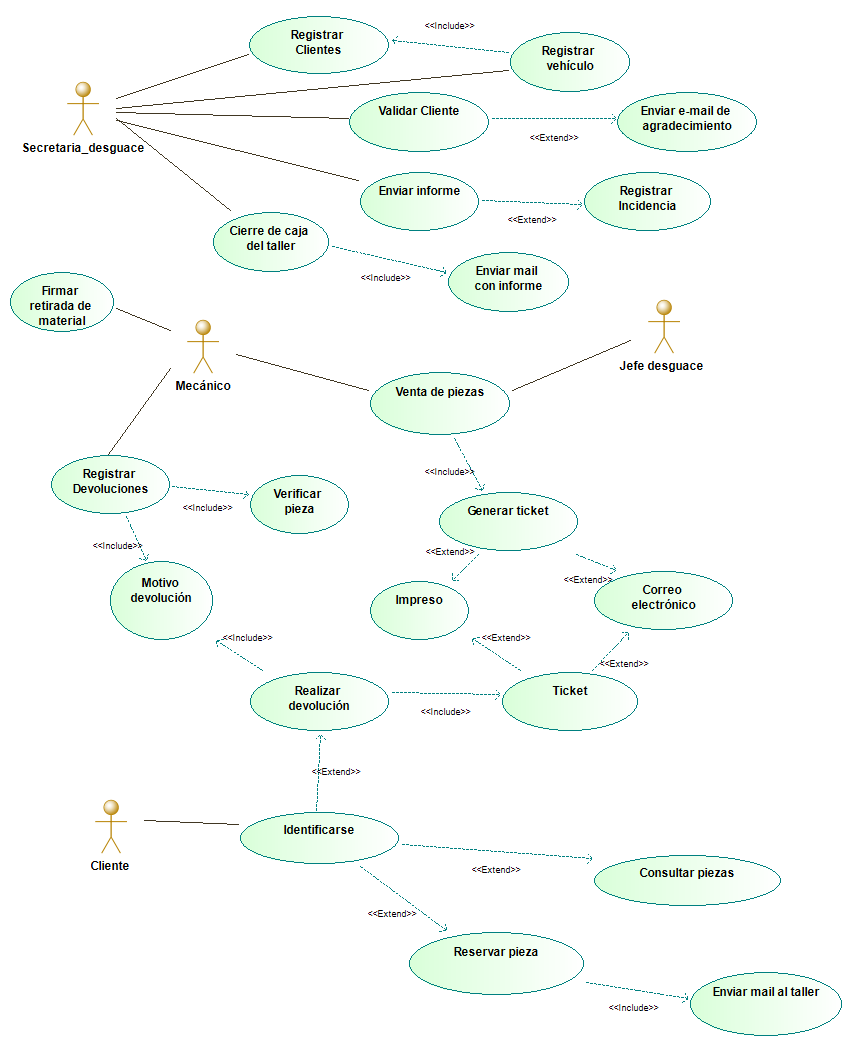 Registrar
Clientes
<<Include>>
Registrar
vehículo
Secretaria_desguace
Validar Cliente
<<Extend>>
Enviar e-mail de
agradecimiento
Enviar informe
<<Extend>>
Registrar
Incidencia
Cierre de caja
del taller
<<Include>>
Enviar mail
con informe
Firmar
retirada de
material
Mecánico
Jefe desguace
Venta de piezas
<<Include>>
Registrar
Devoluciones
<<Include>>
Verificar
pieza
<<Include>>
Generar ticket
<<Extend>>
<<Extend>>
Motivo
devolución
Impreso
Correo
electrónico
<<Include>>
<<Extend>>
<<Extend>>
Realizar
devolución
<<Include>>
Ticket
<<Extend>>
Cliente
Identificarse
<<Extend>>
Consultar piezas
<<Extend>>
Reservar pieza
<<Include>>
Enviar mail al taller